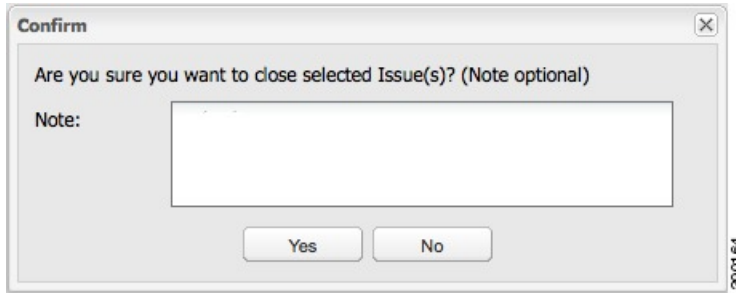 Confirm
Are you sure you want to close selected Issue(s)? (Note optional)
Note:
Yes No